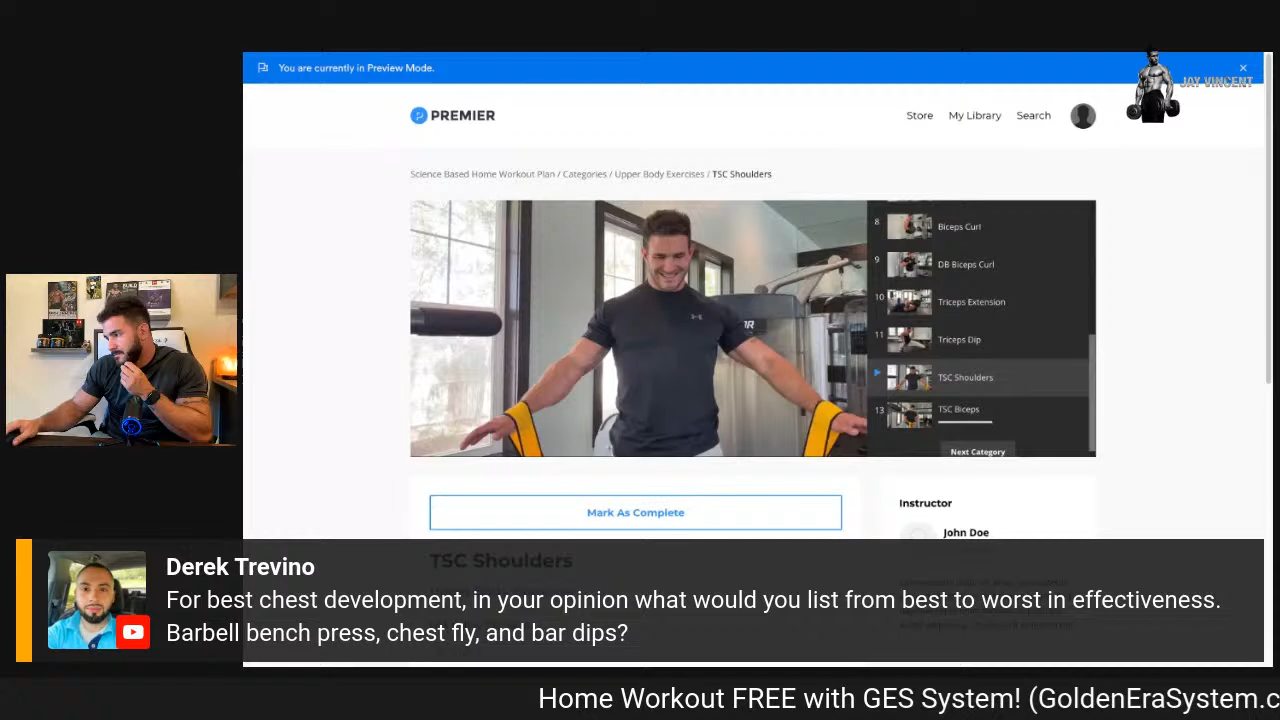 You are currently in Preview Mode.
JAY VINCENT
PREMIER
Store My Library Search
Science Based Home Workout Plan / Categories / Upper Body Exercises / TSC Shoulders
8 Biceps Curl
9 DB Biceps Curl
10 Triceps Extension
11 Triceps Dip
TSC Shoulders
13 TSC Biceps
Next Category
Mark As Complete
Instructor
John Doe
TSC Shoulders
Derek Trevino
For best chest development, in your opinion what would you list from best to worst in effectiveness.
Barbell bench press, chest fly, and bar dips?
Home Workout FREE with GES System! (GoldenEraSystem.c